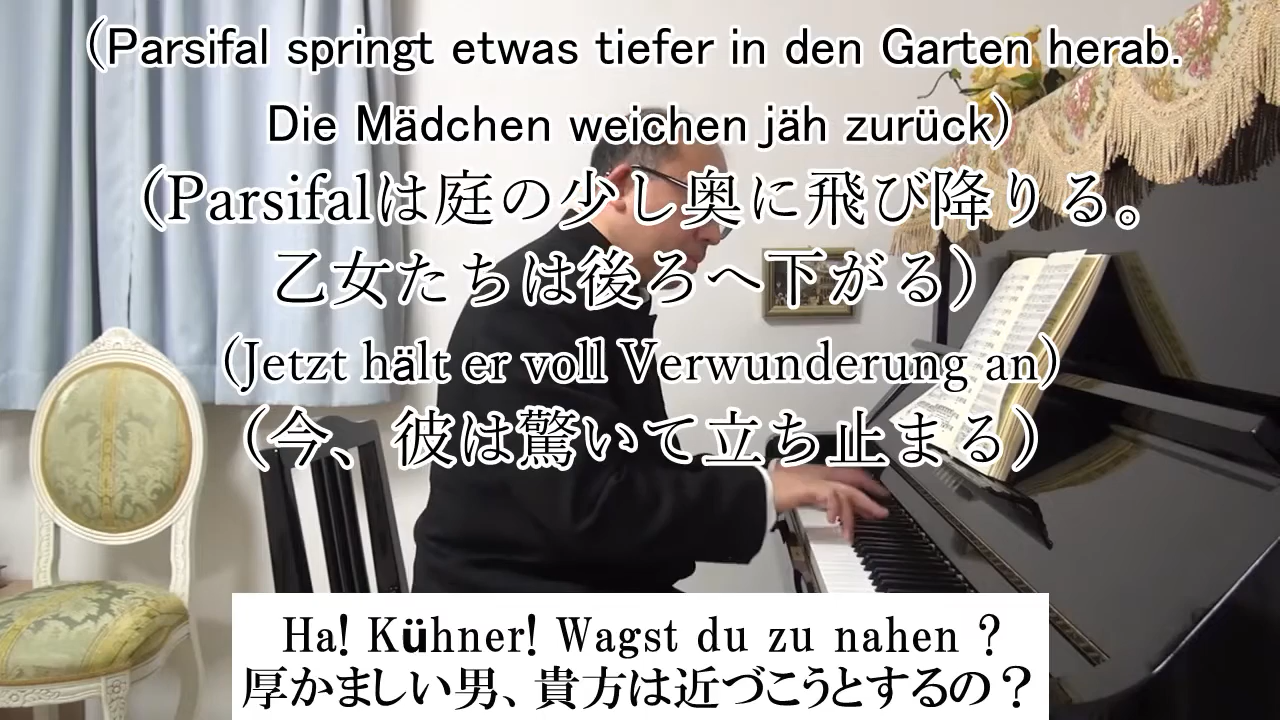 (Parsifal springt etwas tiefer in den Garten herab.
Die Mädchen weichen jäh zurück)
（Parsifalは庭の少し奥に飛び降りる。
乙女たちは後ろへ下がる）
(Jetzt hält er voll Verwunderung an)
（今、彼は驚いて立ち止まる）
Ha! Kühner! Wagst du zu nahen ?
厚かましい男、貴方は近づこうとするの？